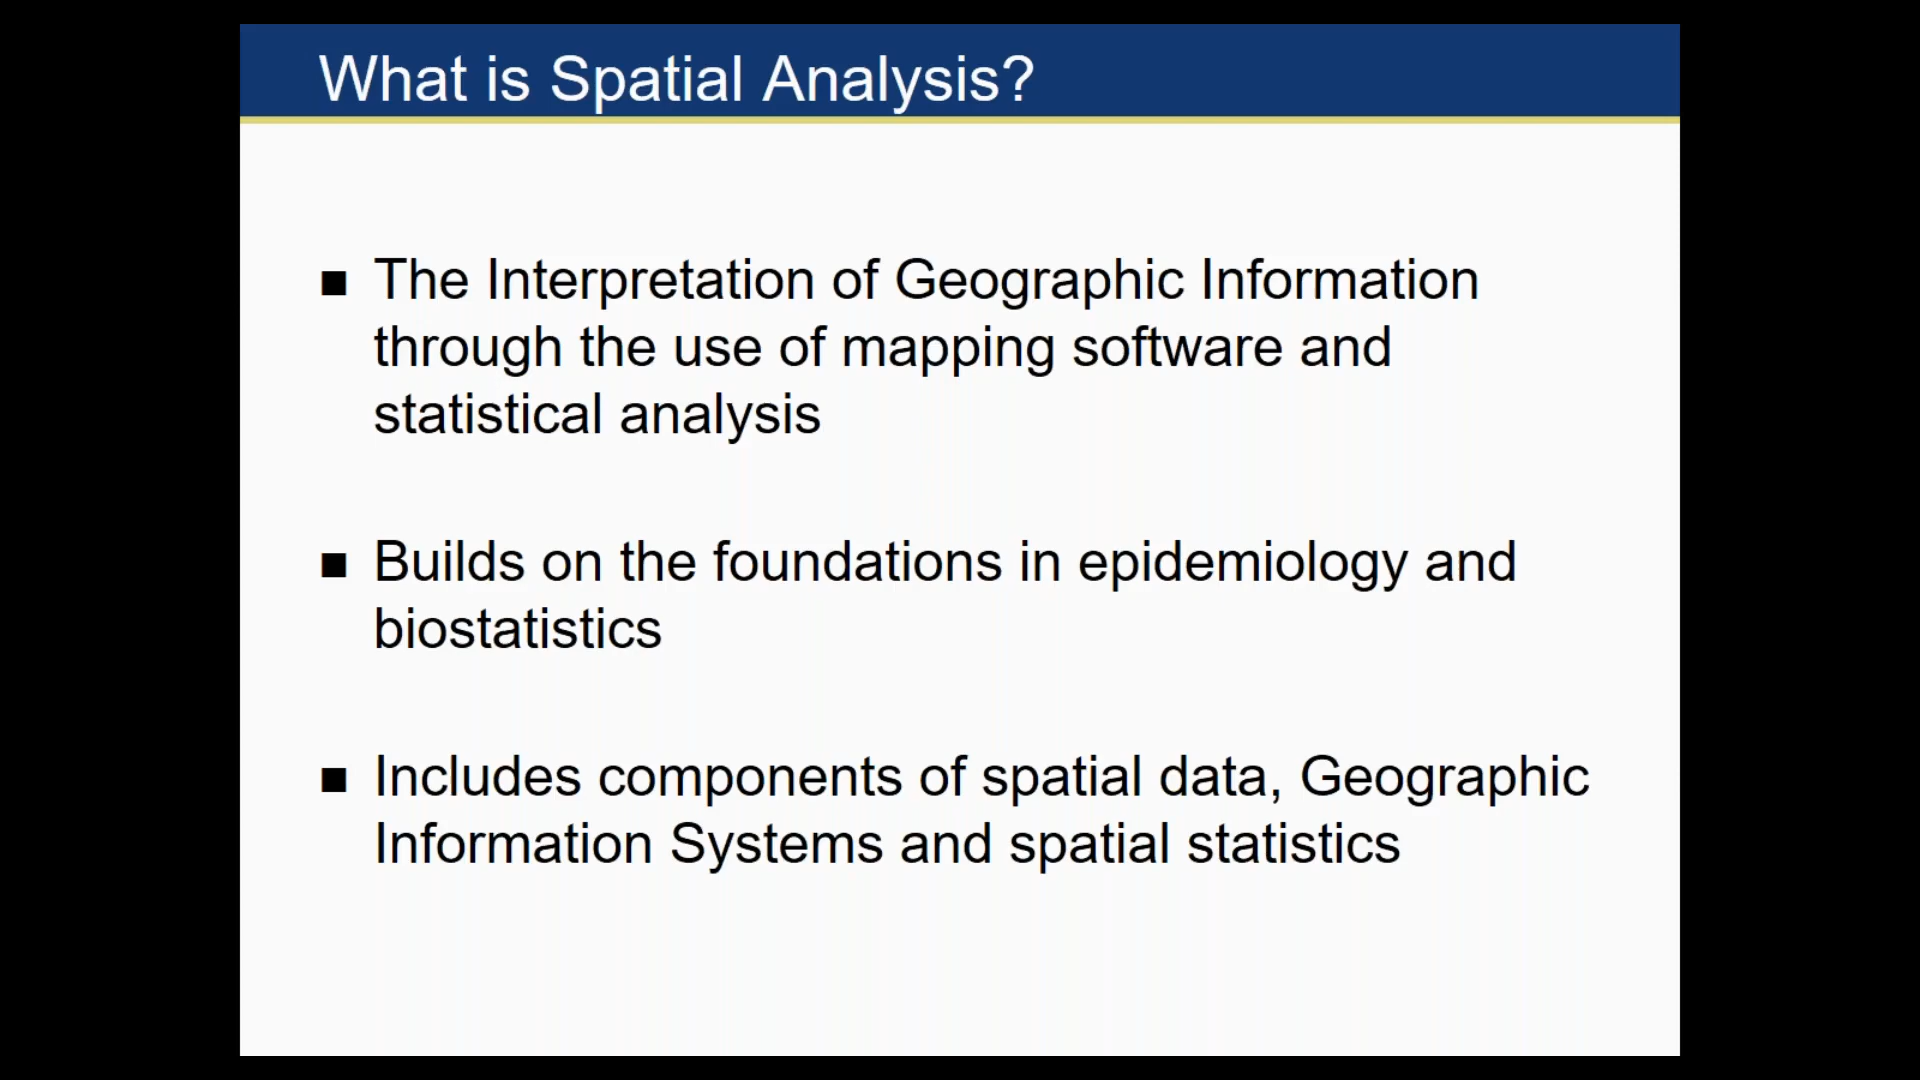 What is Spatial Analysis?
■ The Interpretation of Geographic Information
through the use of mapping software and
statistical analysis
■ Builds on the foundations in epidemiology and
biostatistics
■ Includes components of spatial data, Geographic
Information Systems and spatial statistics